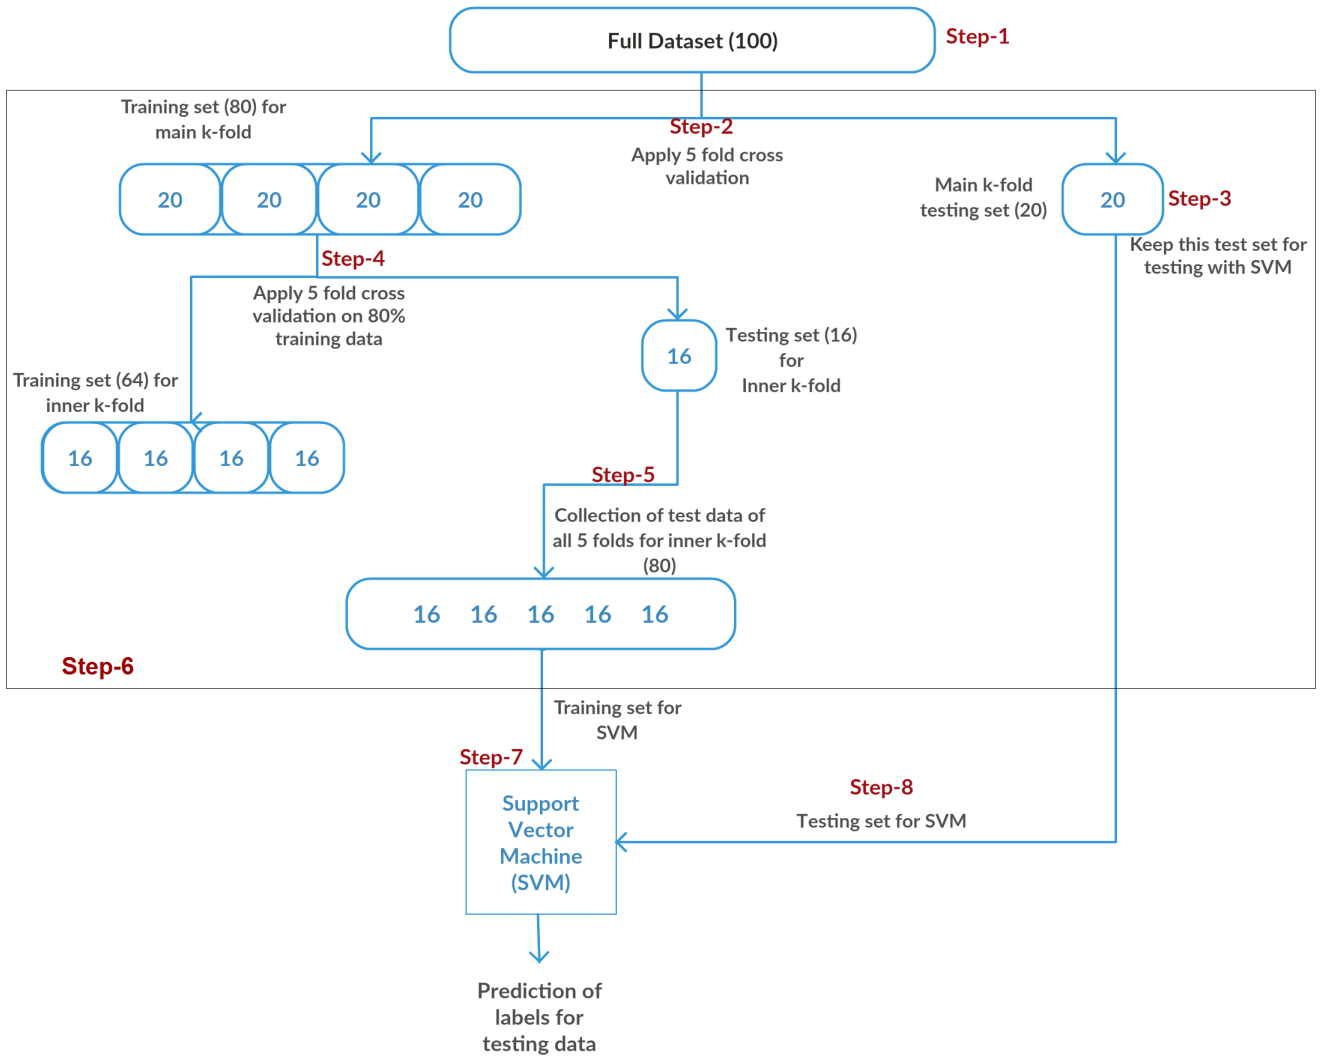 Full Dataset (100)
Step-1
Training set (80) for
main k-fold
Step-2
Apply 5 fold cross
validation
20 20 20 20
Main k-fold
testing set (20)
20
Step-3
Keep this test set for
testing with SVM
Step-4
Apply 5 fold cross
validation on 80%
training data
16
Testing set (16)
for
Inner k-fold
Training set (64) for
inner k-fold
16 16 16 16
Step-5
Collection of test data of
all 5 folds for inner k-fold
(80)
16 16 16 16 16
Step-6
Training set for
SVM
Step-7
Support
Vector
Machine
(SVM)
Step-8
Testing set for SVM
Prediction of
labels for
testing data